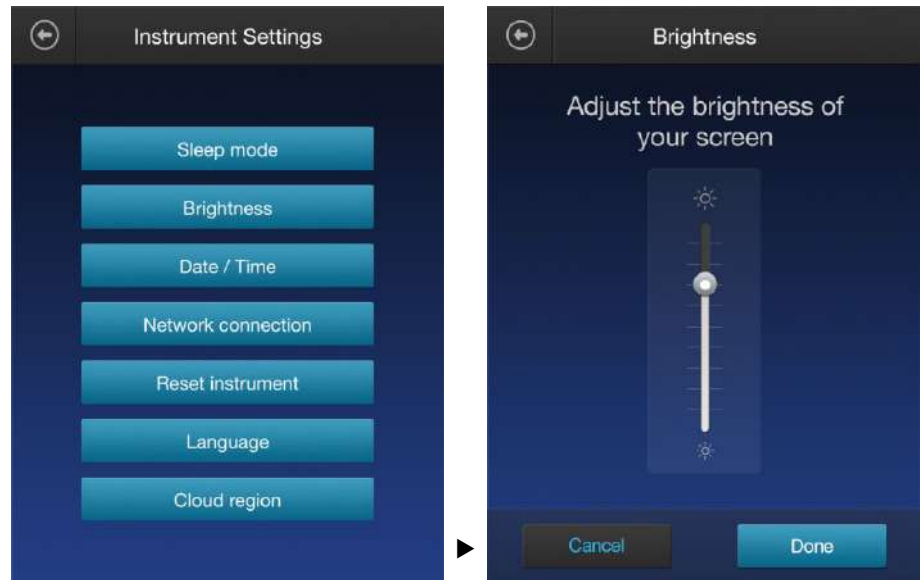 Instrument Settings
Sleep mode
Brightness
Date / Time
Network connection
Reset instrument
Language
Cloud region
Brightness
Adjust the brightness of
your screen
Cancel
Done